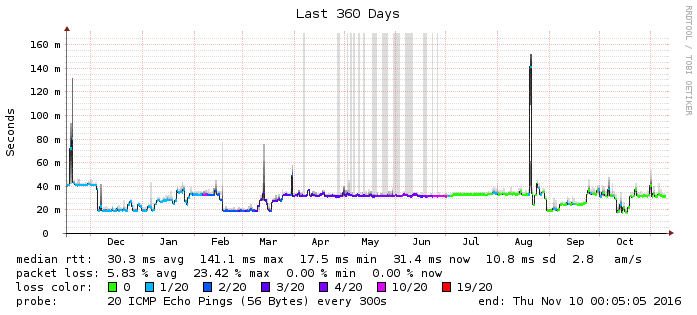 Last 360 Days
RRDTOOL / TOBI OETIKER
Seconds
160 m
140 m
120 m
100 m
80 m
60 m
40 m
20 m
0
Dec Jan Feb Mar Apr May Jun Jul Aug Sep Oct
median rtt: 30.3 ms avg 141.1 ms max 17.5 ms min 31.4 ms now 10.8 ms sd 2.8 am/s
packet loss: 5.83 % avg 23.42 % max 0.00 % min 0.00 % now
loss color: 0 1/20 2/20 3/20 4/20 10/20 19/20
probe: 20 ICMP Echo Pings (56 Bytes) every 300s end: Thu Nov 10 00:05:05 2016